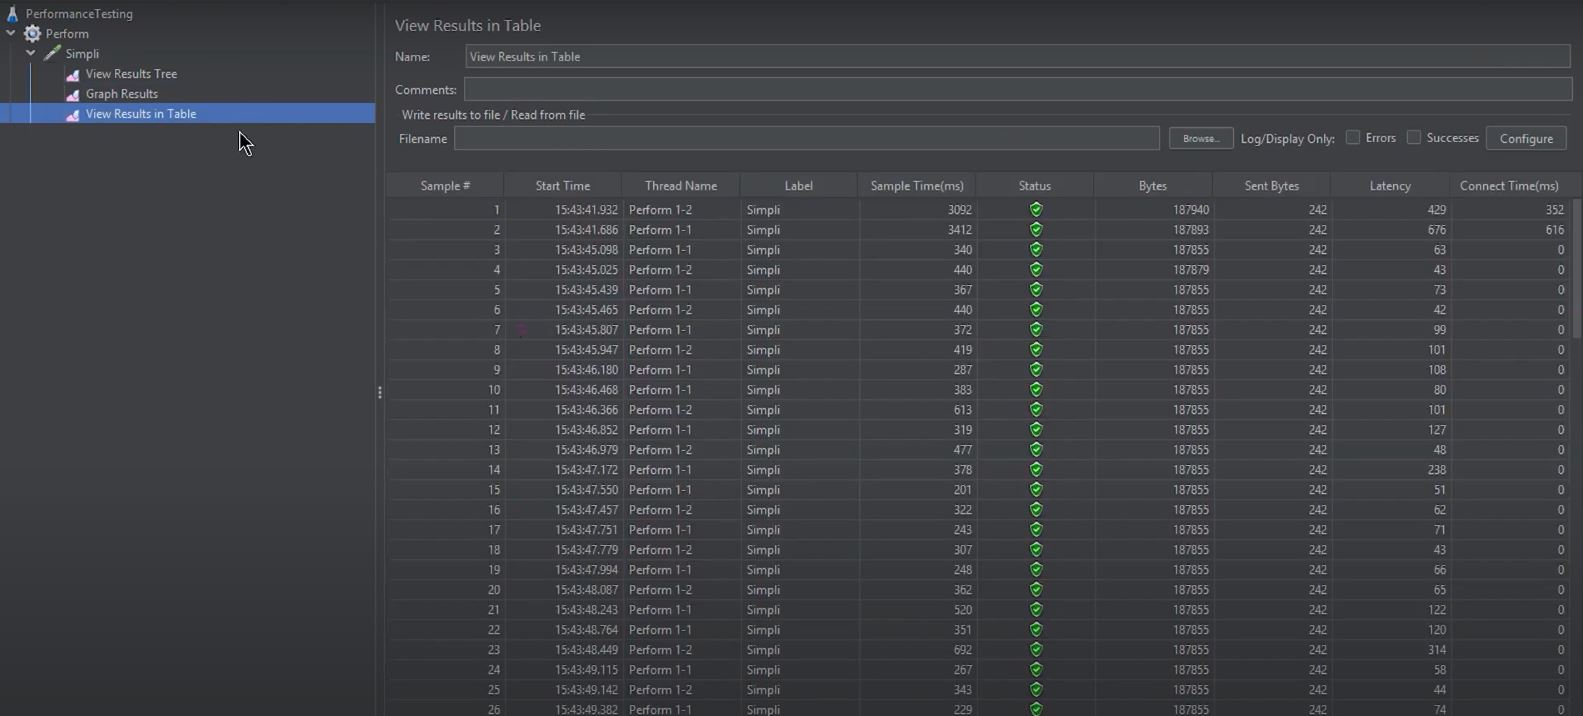 PerformanceTesting
Perform
Simpli
View Results Tree
Graph Results
View Results in Table
View Results in Table
Name: View Results in Table
Comments:
Write results to file / Read from file
Filename Browse... Log/Display Only: Errors Successes Configure
Sample # Start Time Thread Name Label Sample Time(ms) Status Bytes Sent Bytes Latency Connect Time(ms)
1 15:43:41.932 Perform 1-2 Simpli 3092 187940 242 429 352
2 15:43:41.686 Perform 1-1 Simpli 3412 187893 242 676 616
3 15:43:45.098 Perform 1-1 Simpli 340 187855 242 63 0
4 15:43:45.025 Perform 1-2 Simpli 440 187879 242 43 0
5 15:43:45.439 Perform 1-1 Simpli 367 187855 242 73 0
6 15:43:45.465 Perform 1-2 Simpli 440 187855 242 42 0
7 15:43:45.807 Perform 1-1 Simpli 372 187855 242 99 0
8 15:43:45.947 Perform 1-2 Simpli 419 187855 242 101 0
9 15:43:46.180 Perform 1-1 Simpli 287 187855 242 108 0
10 15:43:46.468 Perform 1-1 Simpli 383 187855 242 80 0
11 15:43:46.366 Perform 1-2 Simpli 613 187855 242 101 0
12 15:43:46.852 Perform 1-1 Simpli 319 187855 242 127 0
13 15:43:46.979 Perform 1-2 Simpli 477 187855 242 48 0
14 15:43:47.172 Perform 1-1 Simpli 378 187855 242 238 0
15 15:43:47.550 Perform 1-1 Simpli 201 187855 242 51 0
16 15:43:47.457 Perform 1-2 Simpli 322 187855 242 62 0
17 15:43:47.751 Perform 1-1 Simpli 243 187855 242 71 0
18 15:43:47.779 Perform 1-2 Simpli 307 187855 242 43 0
19 15:43:47.994 Perform 1-1 Simpli 248 187855 242 66 0
20 15:43:48.087 Perform 1-2 Simpli 362 187855 242 65 0
21 15:43:48.243 Perform 1-1 Simpli 520 187855 242 122 0
22 15:43:48.764 Perform 1-1 Simpli 351 187855 242 120 0
23 15:43:48.449 Perform 1-2 Simpli 692 187855 242 314 0
24 15:43:49.115 Perform 1-1 Simpli 267 187855 242 58 0
25 15:43:49.142 Perform 1-2 Simpli 343 187855 242 44 0
26 15:43:49.382 Perform 1-1 Simpli 229 187855 242 74 0